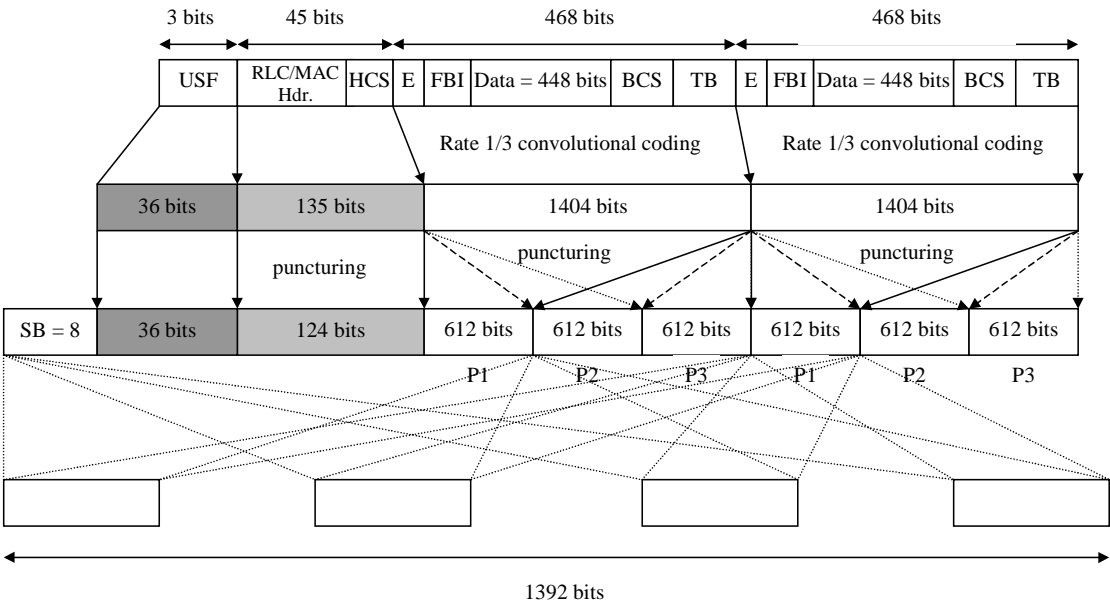 3 bits 45 bits 468 bits 468 bits
USF RLC/MAC Hdr. HCS E FBI Data = 448 bits BCS TB E FBI Data = 448 bits BCS TB
Rate 1/3 convolutional coding Rate 1/3 convolutional coding
36 bits 135 bits 1404 bits 1404 bits
puncturing puncturing puncturing
SB = 8 36 bits 124 bits 612 bits 612 bits 612 bits 612 bits 612 bits 612 bits
P1 P2 P3 P1 P2 P3
1392 bits